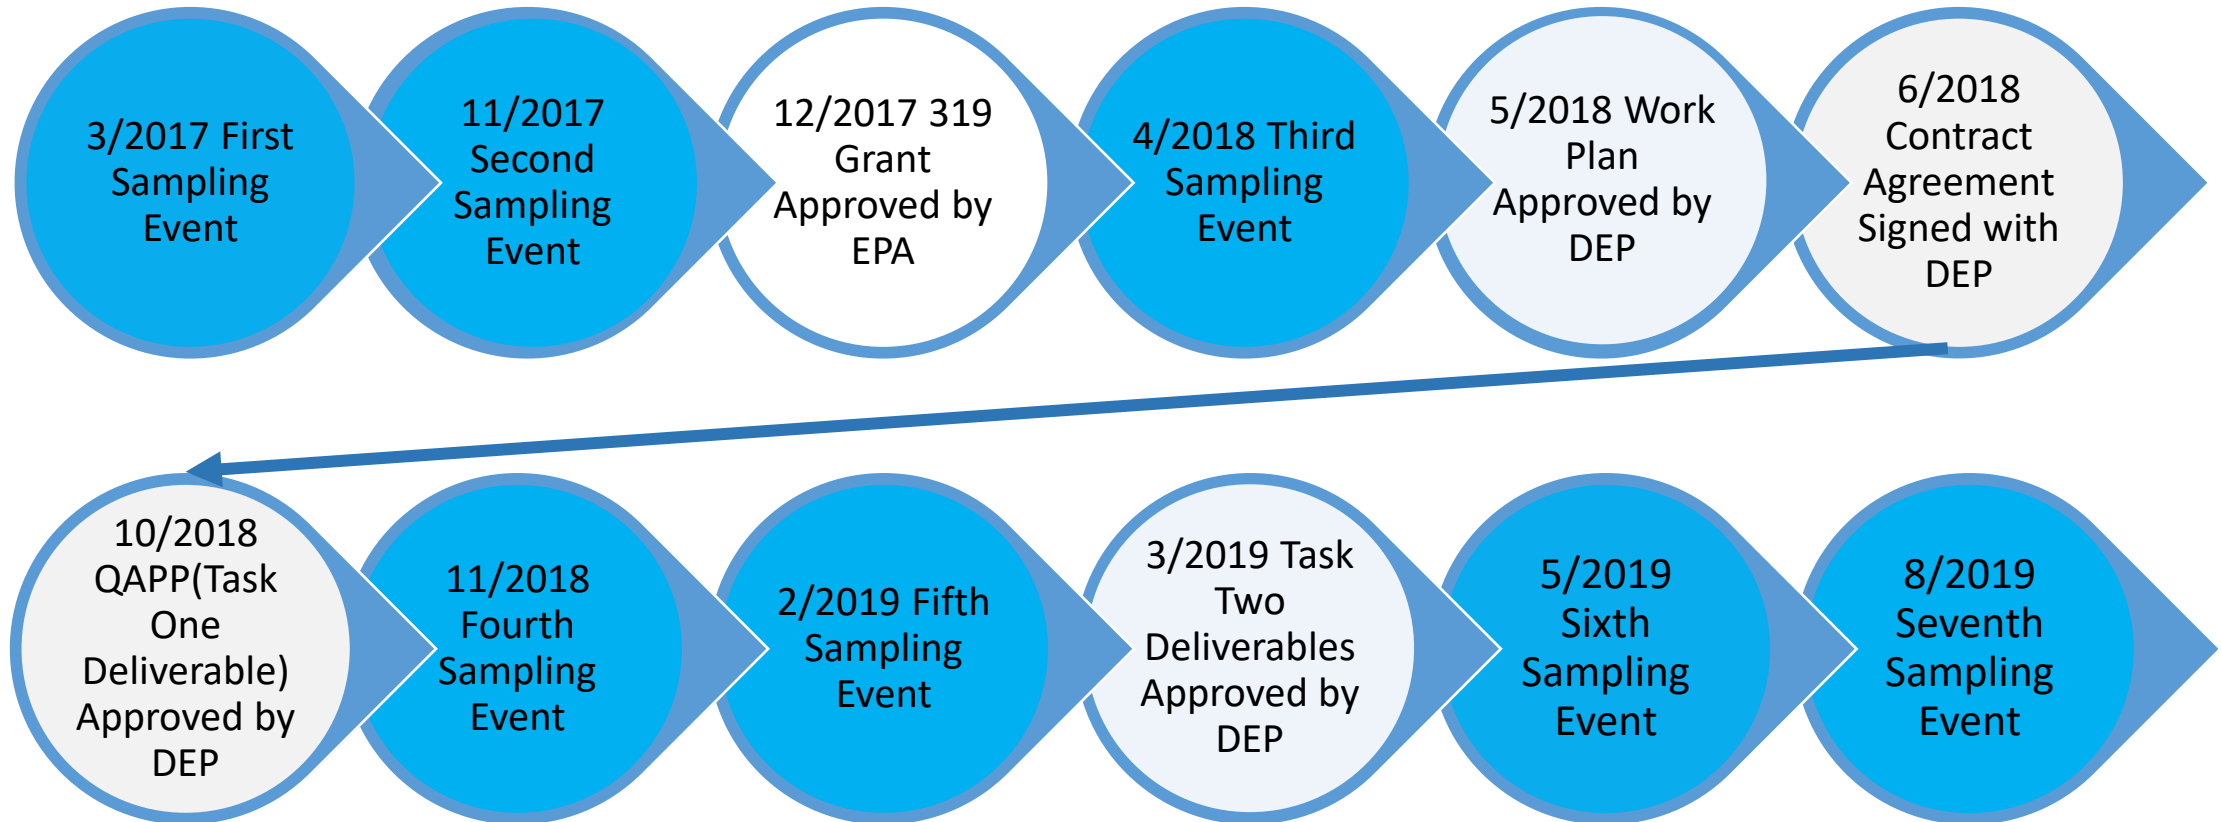 3/2017 First
Sampling
Event
11/2017
Second
Sampling
Event
12/2017 319
Grant
Approved by
EPA
4/2018 Third
Sampling
Event
5/2018 Work
Plan
Approved by
DEP
6/2018
Contract
Agreement
Signed with
DEP
10/2018
QAPP(Task
One
Deliverable)
Approved by
DEP
11/2018
Fourth
Sampling
Event
2/2019 Fifth
Sampling
Event
3/2019 Task
Two
Deliverables
Approved by
DEP
5/2019
Sixth
Sampling
Event
8/2019
Seventh
Sampling
Event